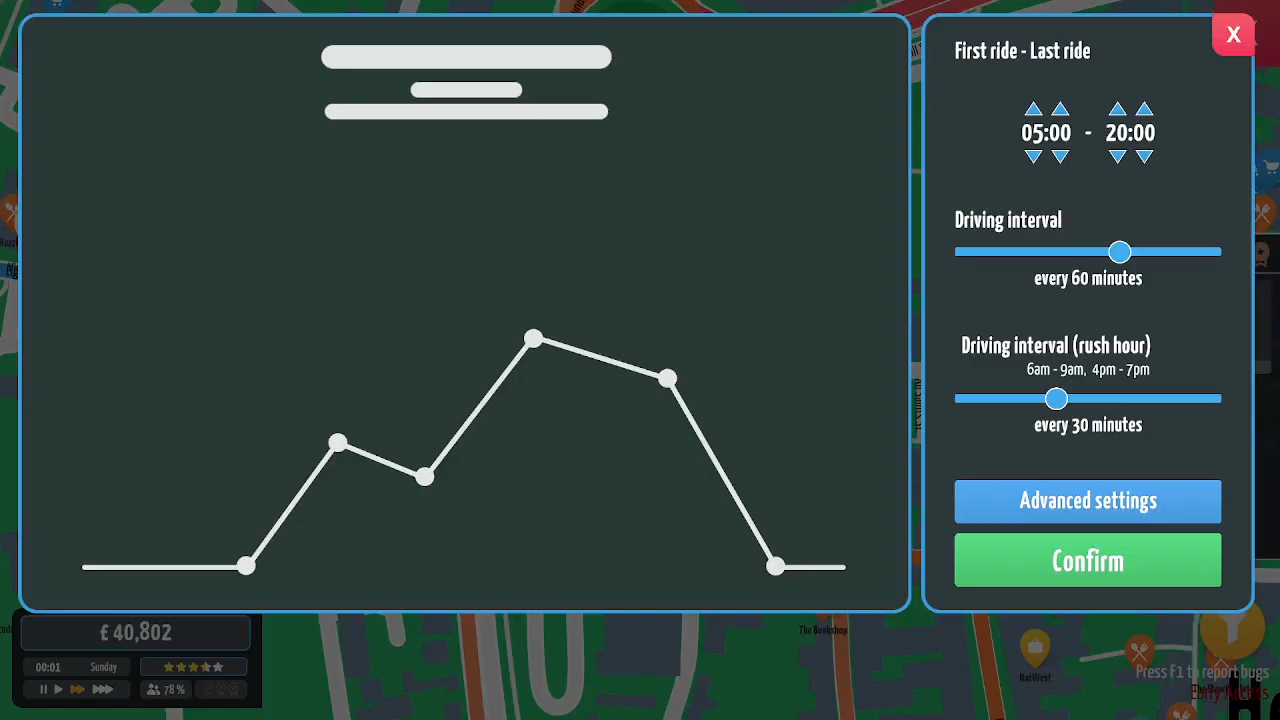 First ride - Last ride
X
05:00 - 20:00
Driving interval
every 60 minutes
Driving interval (rush hour)
6am - 9am, 4pm - 7pm
every 30 minutes
Advanced settings
Confirm
£ 40,802
00:01 Sunday
78%
The Bookshop
NatWest
Press F1 to report bugs
Early Access